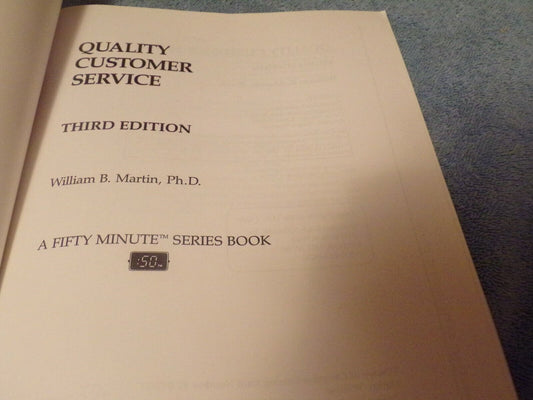 QUALITY
CUSTOMER
SERVICE
THIRD EDITION
William B. Martin, Ph.D.
A FIFTY MINUTE™ SERIES BOOK
:50